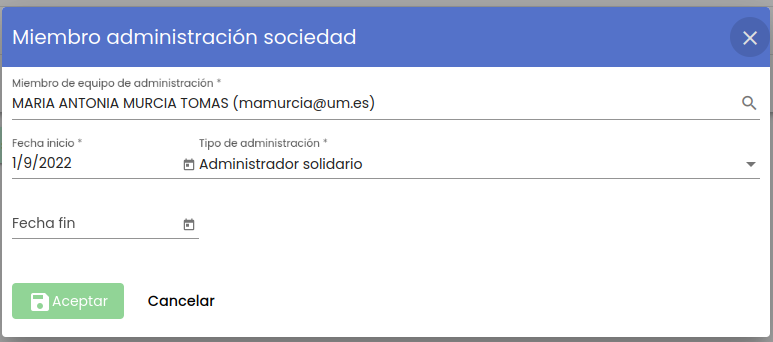 Miembro administración sociedad
Miembro de equipo de administración *
MARIA ANTONIA MURCIA TOMAS (mamurcia@um.es)
Fecha inicio *
Tipo de administración *
1/9/2022
Administrador solidario
Fecha fin
Aceptar
Cancelar